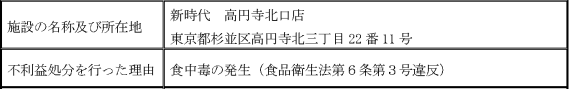 施設の名称及び所在地
新時代　高円寺北口店
東京都杉並区高円寺北三丁目22番11号
不利益処分を行った理由
食中毒の発生（食品衛生法第6条第3号違反）